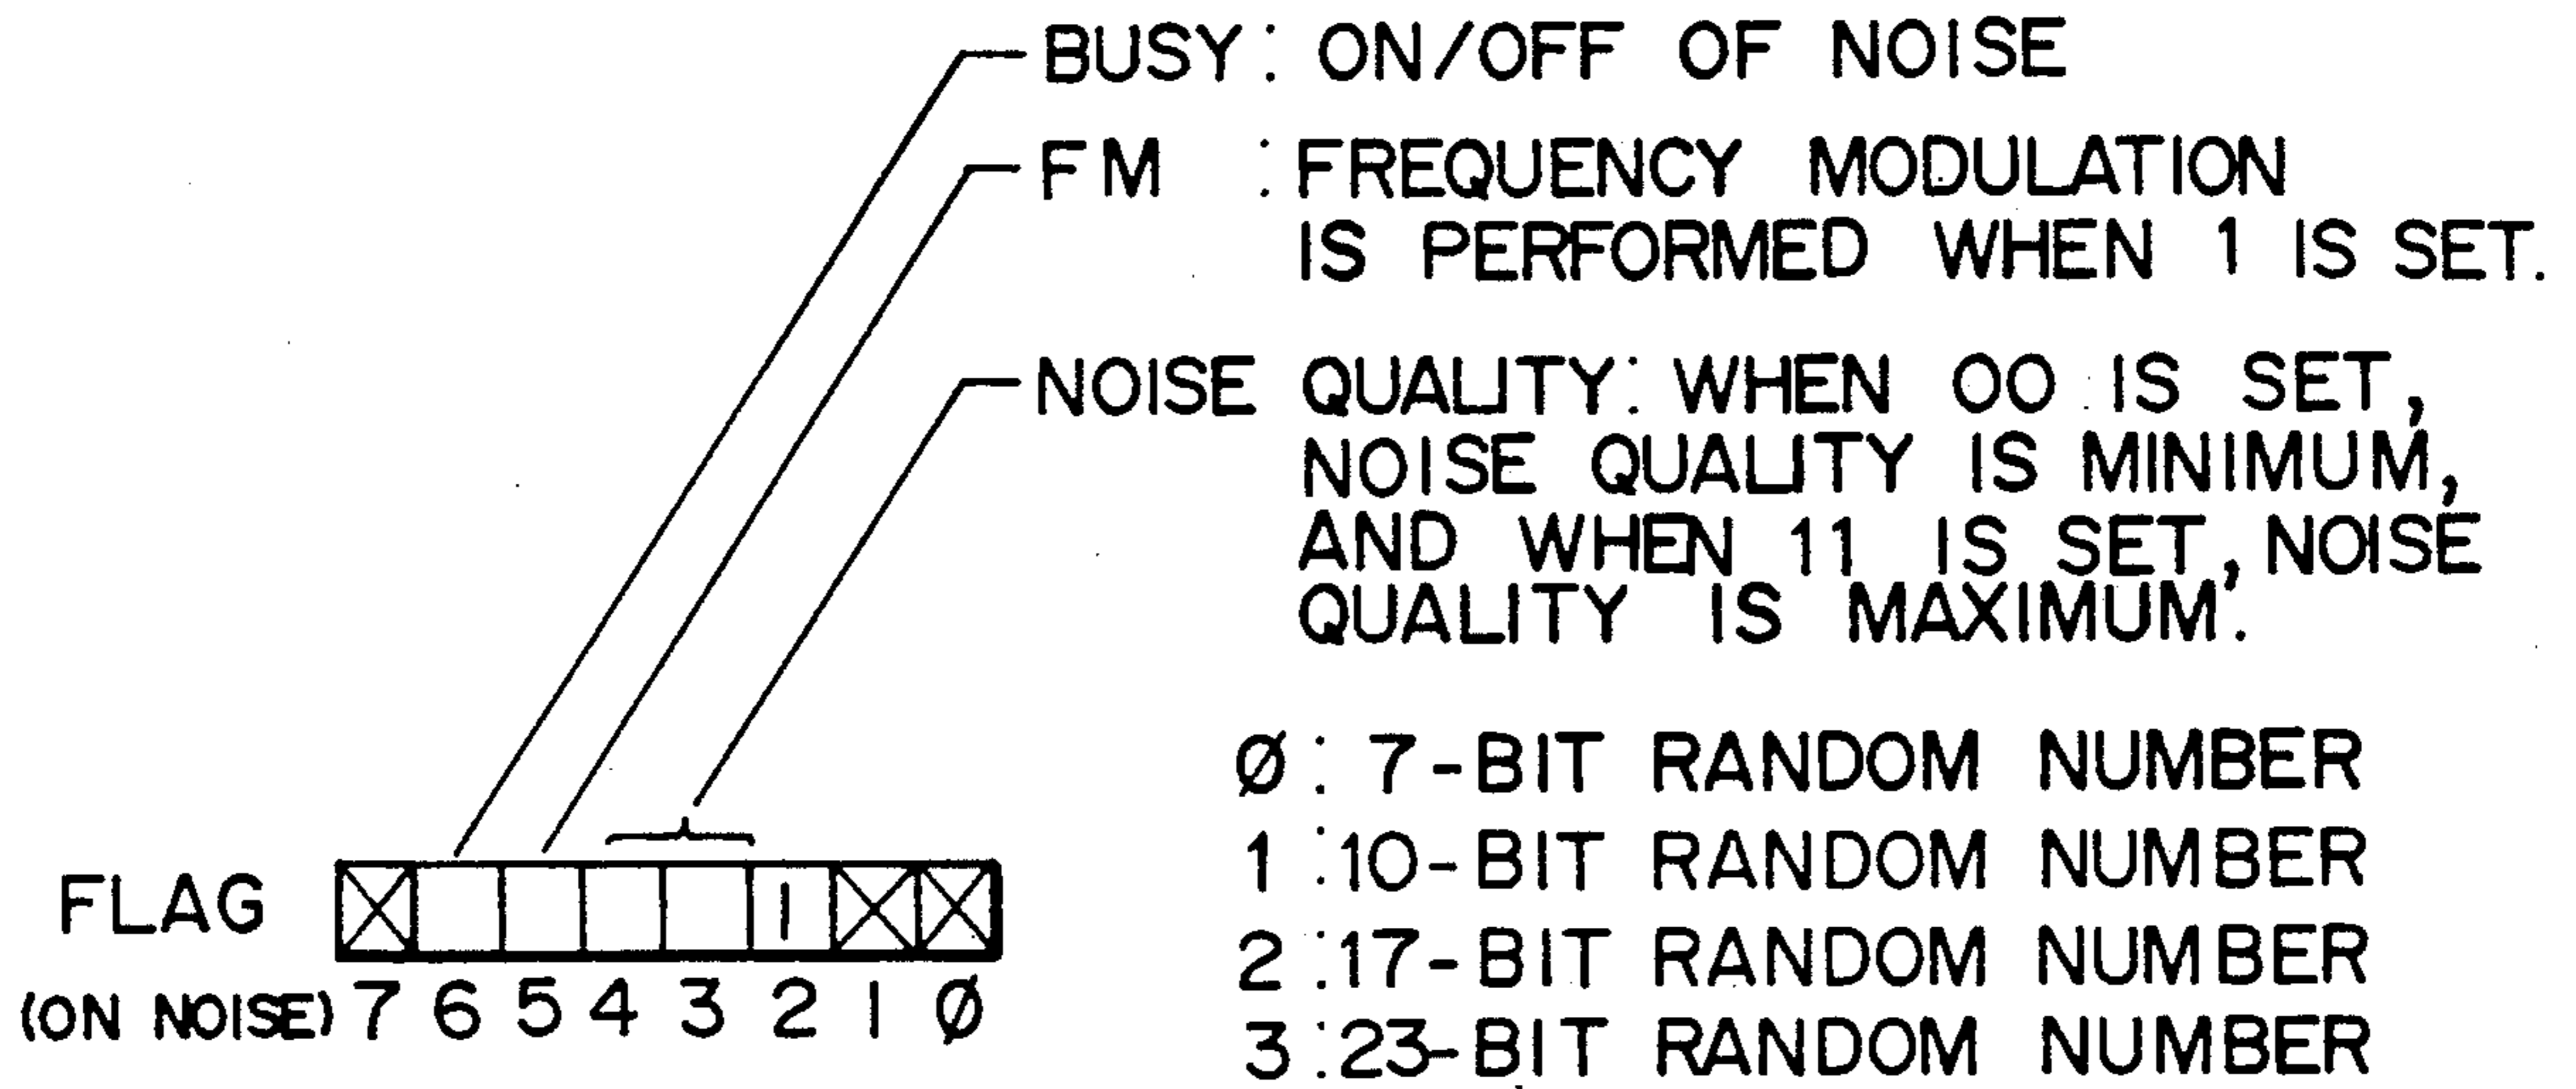 BUSY: ON/OFF OF NOISE
FM : FREQUENCY MODULATION
IS PERFORMED WHEN 1 IS SET.
NOISE QUALITY: WHEN 00 IS SET,
NOISE QUALITY IS MINIMUM,
AND WHEN 11 IS SET, NOISE
QUALITY IS MAXIMUM.
Ø: 7-BIT RANDOM NUMBER
1:10-BIT RANDOM NUMBER
2:17-BIT RANDOM NUMBER
3:23-BIT RANDOM NUMBER
FLAG 1
(ON NOISE) 7 6 5 4 3 2 1 Ø